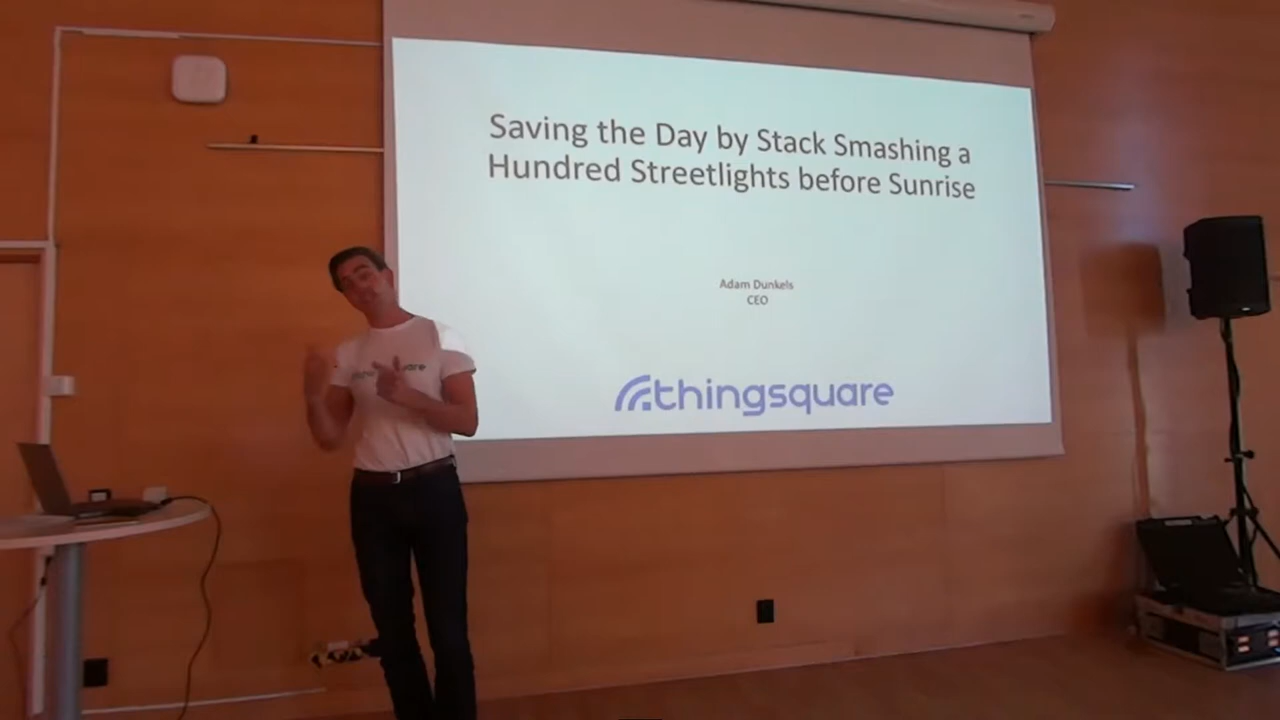 Saving the Day by Stack Smashing a
Hundred Streetlights before Sunrise
Adam Dunkels
CEO
thingsquare